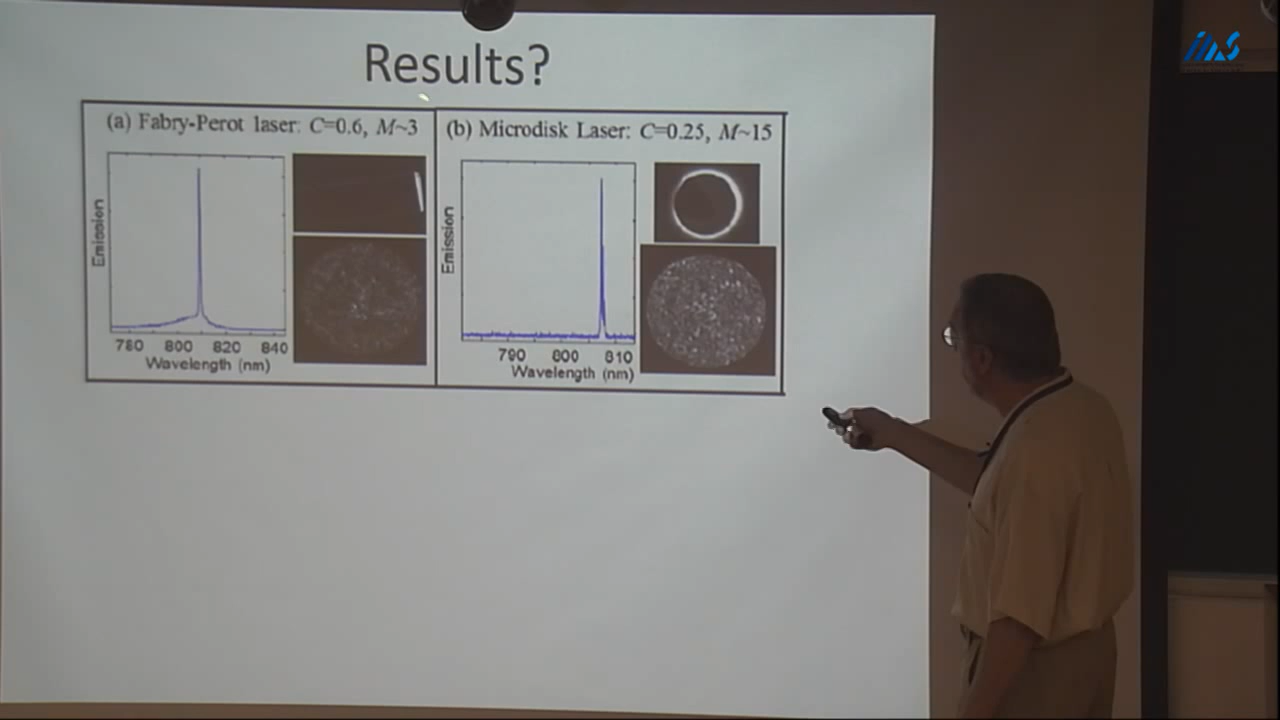 IMS
Results?
(a) Fabry-Perot laser: C=0.6, M~3
(b) Microdisk Laser: C=0.25, M~15
Emission
780 800 820 840
Wavelength (nm)
Emission
790 800 810
Wavelength (nm)